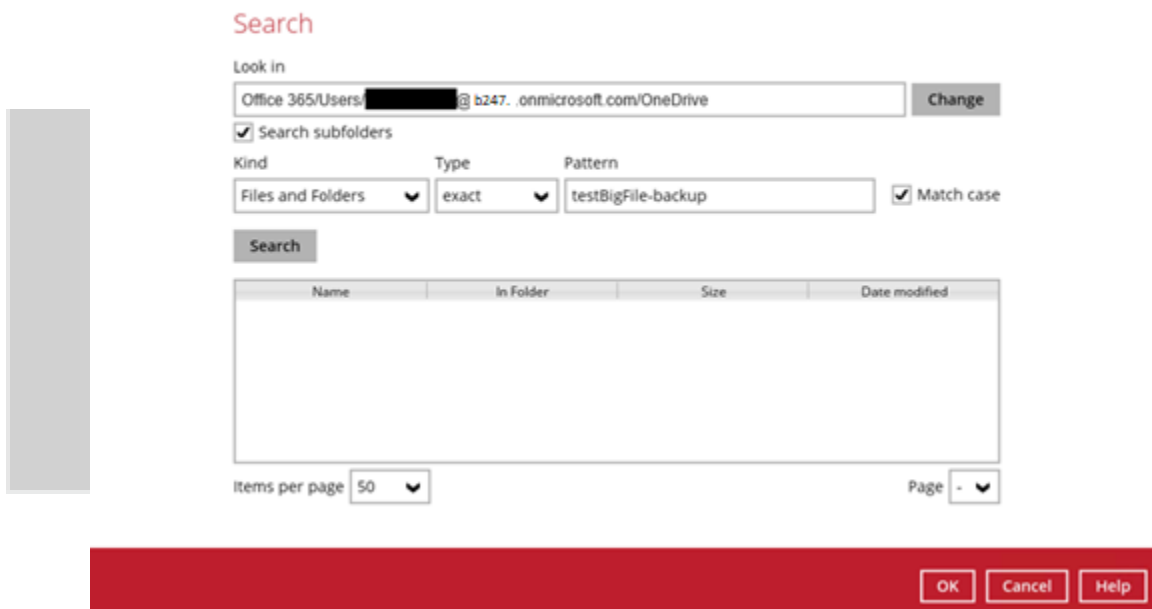 Search
Look in
Office 365/Users/ @ b247. .onmicrosoft.com/OneDrive Change
Search subfolders
Kind Type Pattern
Files and Folders exact testBigFile-backup Match case
Search
Name In Folder Size Date modified
Items per page 50 Page -
OK Cancel Help